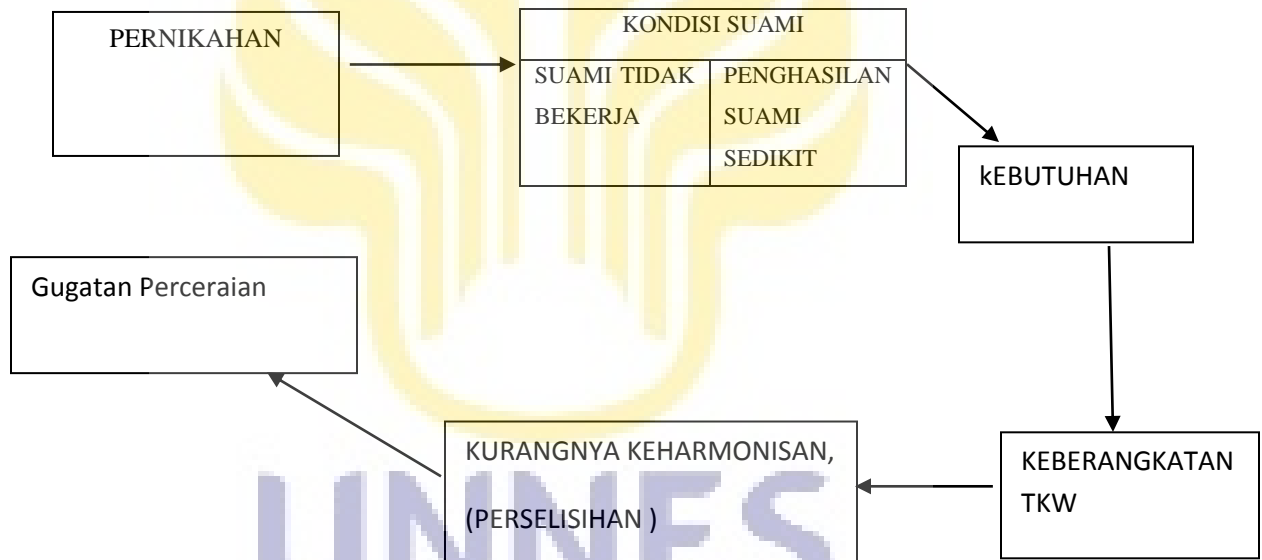 PERNIKAHAN
KONDISI SUAMI
SUAMI TIDAK
BEKERJA
PENGHASILAN
SUAMI
SEDIKIT
kEBUTUHAN
KEBERANGKATAN
TKW
KURANGNYA KEHARMONISAN,
(PERSELISIHAN )
Gugatan Perceraian
UNNES